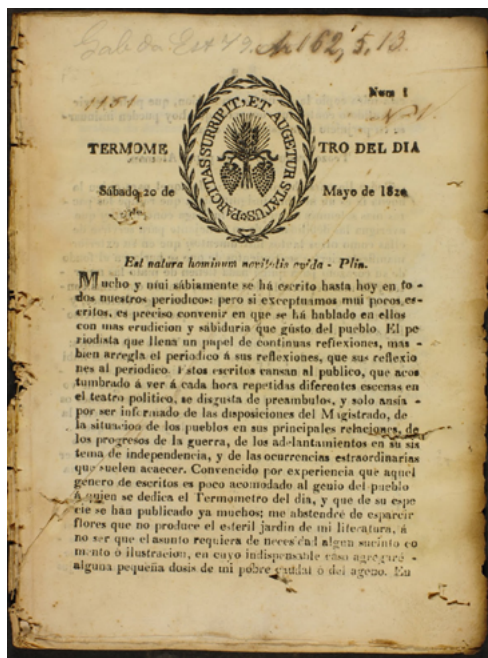 162, 5, 13.
1151
Num 1
N 1.
PARCITAS SURRIPIT, ET AUGETUR STATUS
TERMOME TRO DEL DIA
Sábado 20 de Mayo de 1820
Est natura hominum novitatis avida - Plin.
Mucho y mui sábiamente se há escrito hasta hoy en to-
dos nuestros periodicos: pero si exceptuamos mui pocos es-
critos, es preciso convenir en que se há hablado en ellos
con mas erudicion y sabiduria que gústo del pueblo. El pe-
riodista que llena un papel de continuas reflexiones, mas -
bien arregla el periodico á sus reflexiones, que sus reflexio
nes al periodico. Estos escritos cansan al publico, que acos
tumbrado á ver á cada hora repetidas diferentes escenas en
el teatro politico, se disgusta de preambulos, y solo ansía -
por ser informado de las disposiciones del Magistrado, de
la situacion de los pueblos en sus principales relaciones, de
los progresos de la guerra, de los adelantamientos en su sis
tema de independencia, y de las ocurrencias estraordinarias
que suelen acaecer. Convencido por experiencia que aquel
género de escritos es poco acomodado al genio del pueblo
á quien se dedica el Termometro del dia, y que de su espe
cie se han publicado ya muchos; me abstendré de esparcir
flores que no produce el esteril jardin de mi literatura, á
no ser que el asunto requiera de necesidad algun sucinto co
mento ó ilustracion, en cuyo indispensable caso agregaré -
alguna pequeña dosis de mi pobre caudal ó del ageno. En